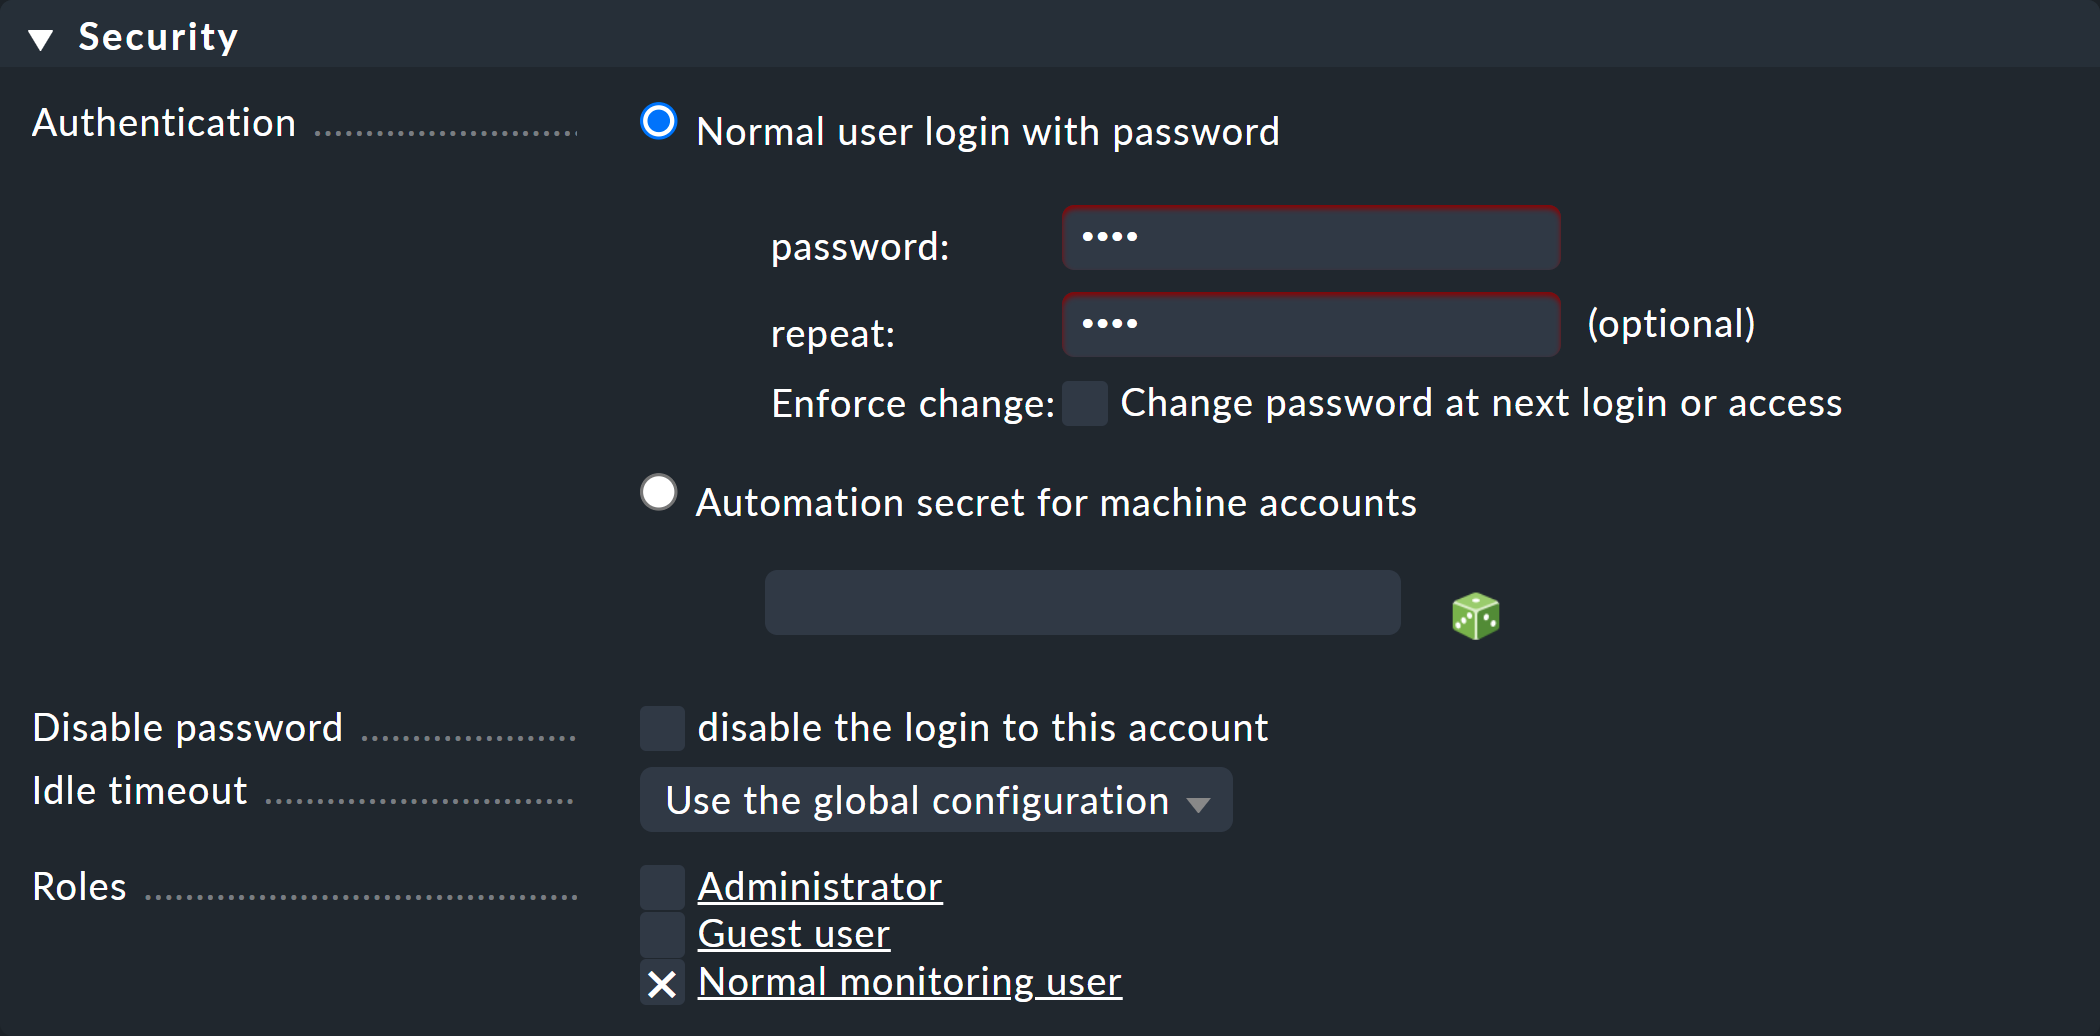 Security
Authentication
Normal user login with password
password: ••••
repeat: •••• (optional)
Enforce change: Change password at next login or access
Automation secret for machine accounts
Disable password disable the login to this account
Idle timeout Use the global configuration
Roles Administrator
Guest user
Normal monitoring user